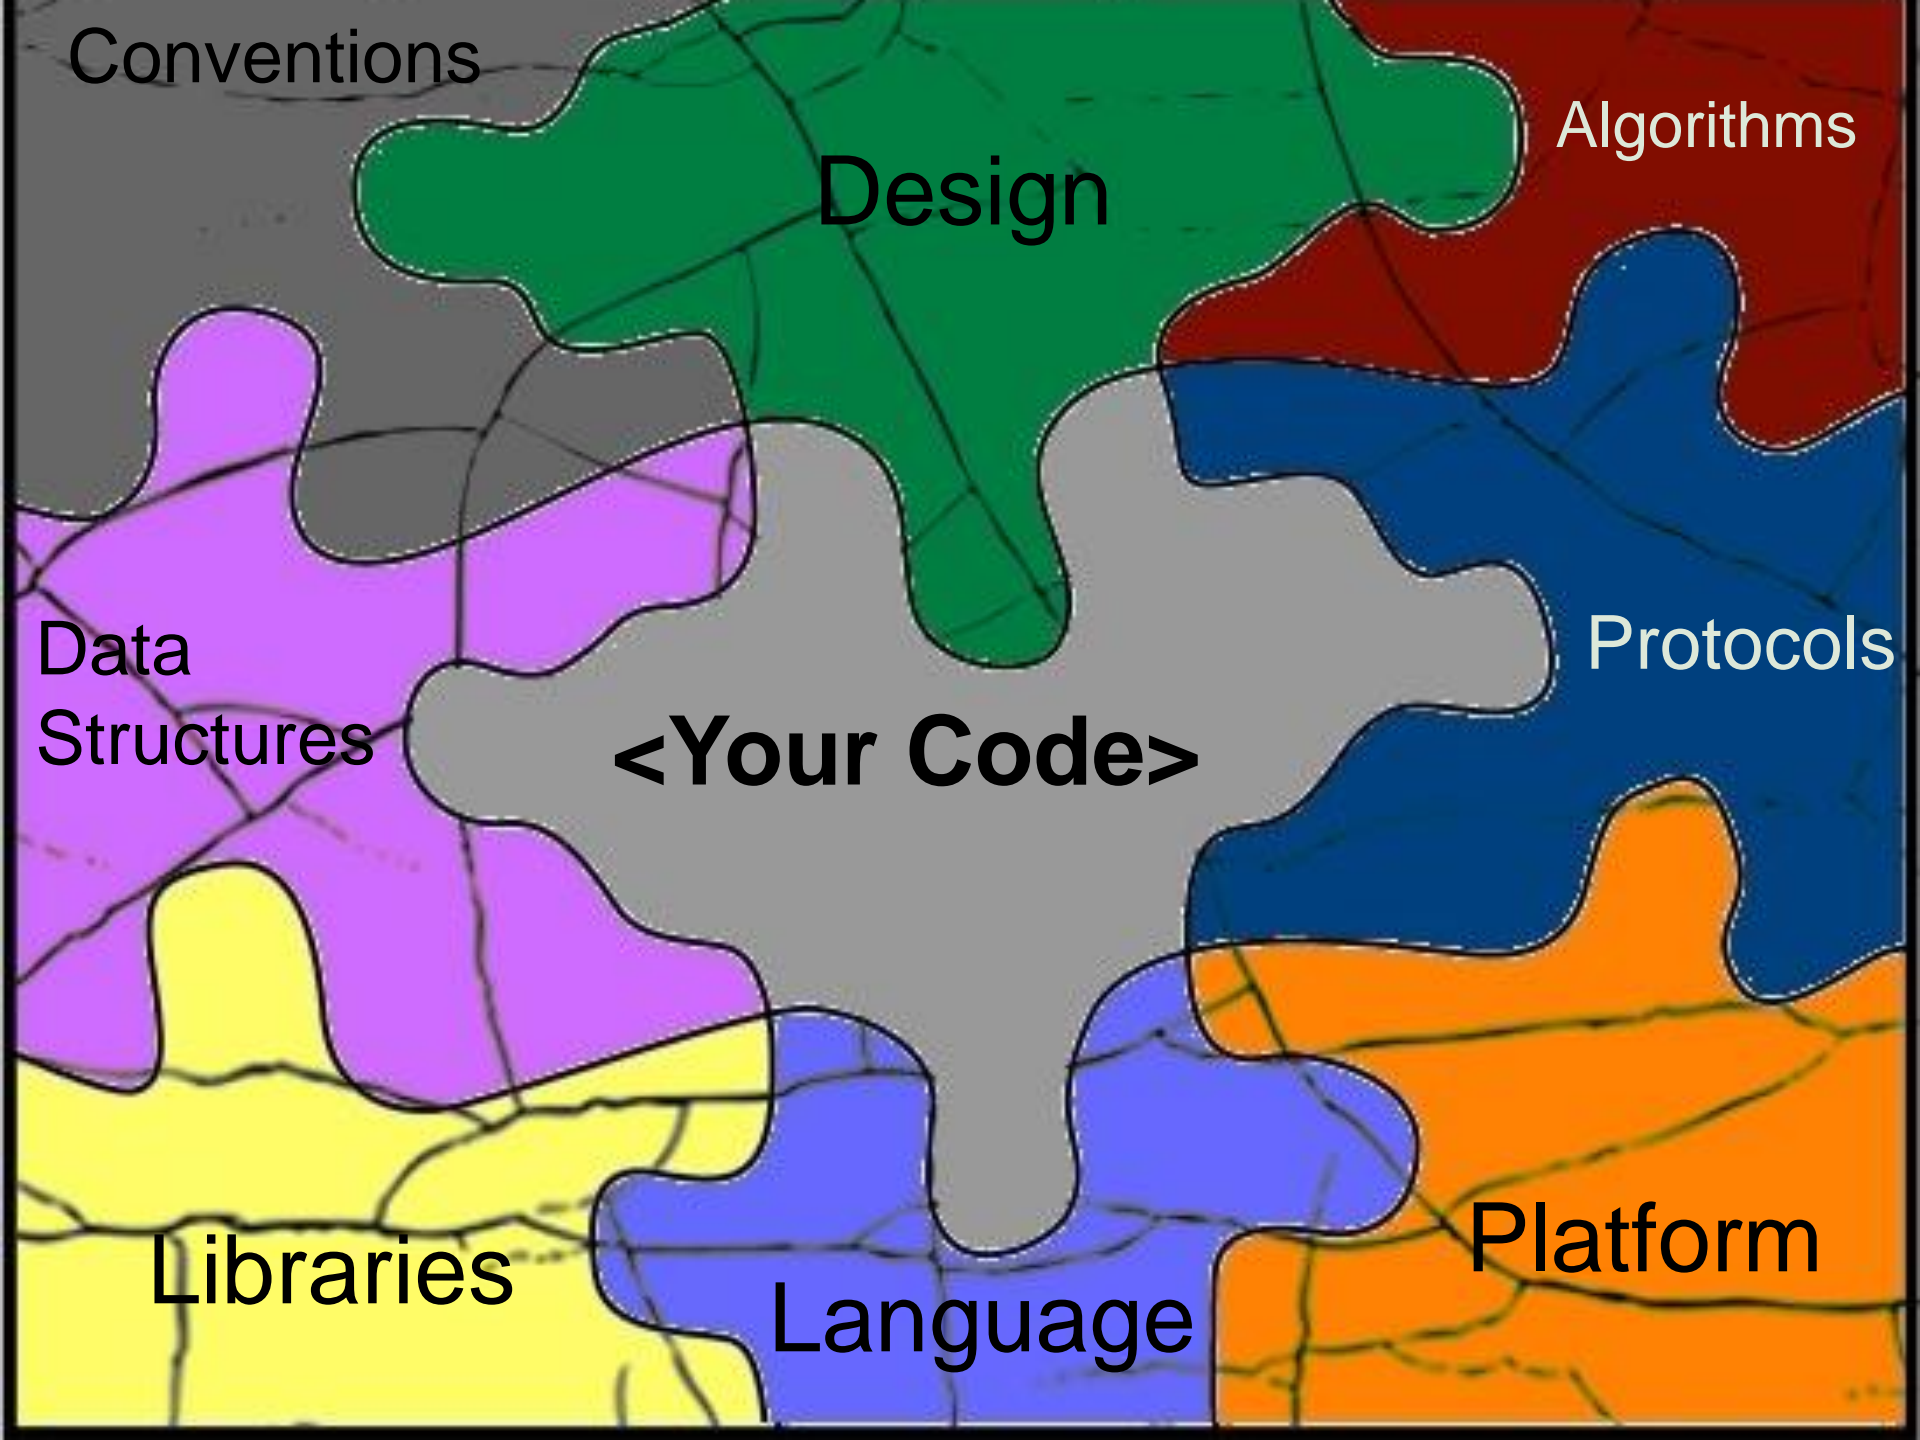 Conventions
Design
Algorithms
Data
Structures
<Your Code>
Protocols
Libraries
Language
Platform